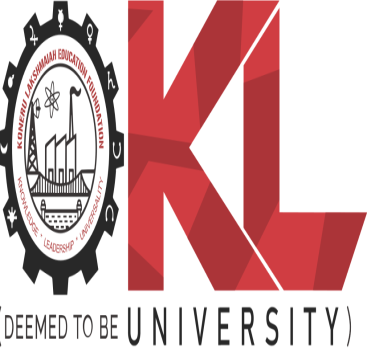 KONERU LAKSHMAIAH EDUCATION FOUNDATION
KNOWLEDGE * LEADERSHIP * UNIVERSALITY
KL
(DEEMED TO BE UNIVERSITY)